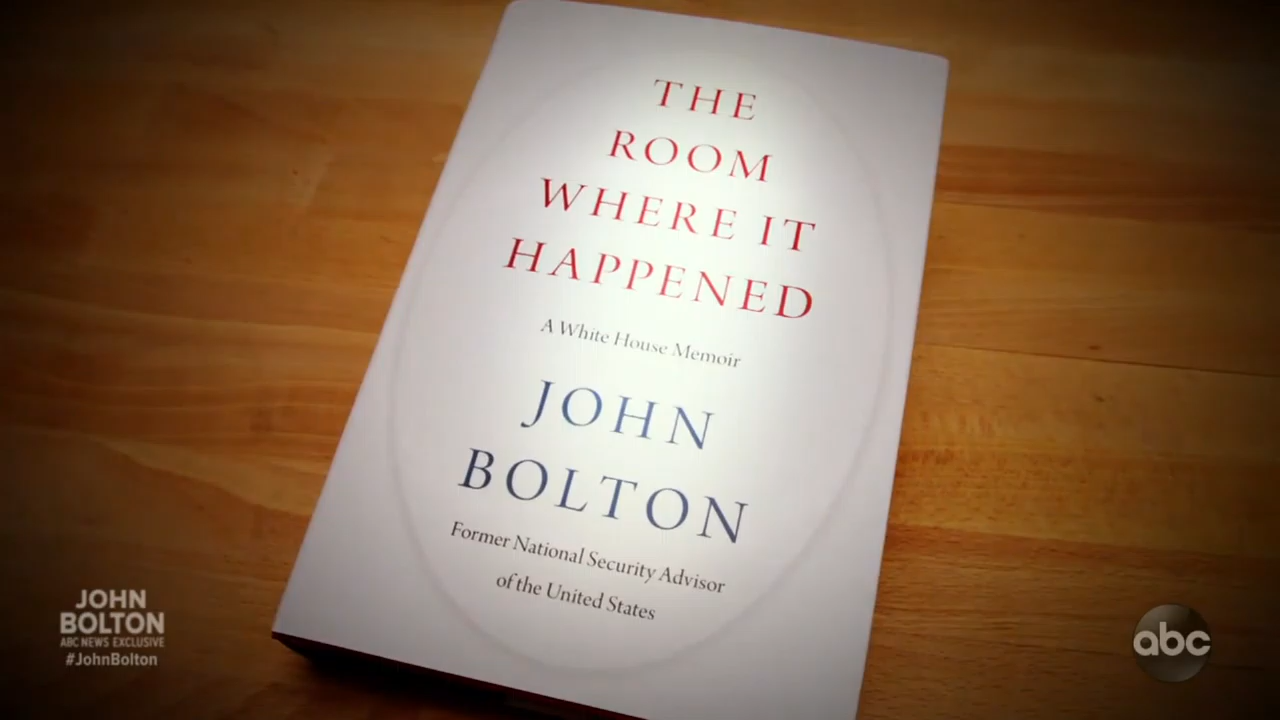 THE
ROOM
WHERE IT
HAPPENED
A White House Memoir
JOHN
BOLTON
Former National Security Advisor
of the United States
JOHN
BOLTON
ABC NEWS EXCLUSIVE
#JohnBolton
abc